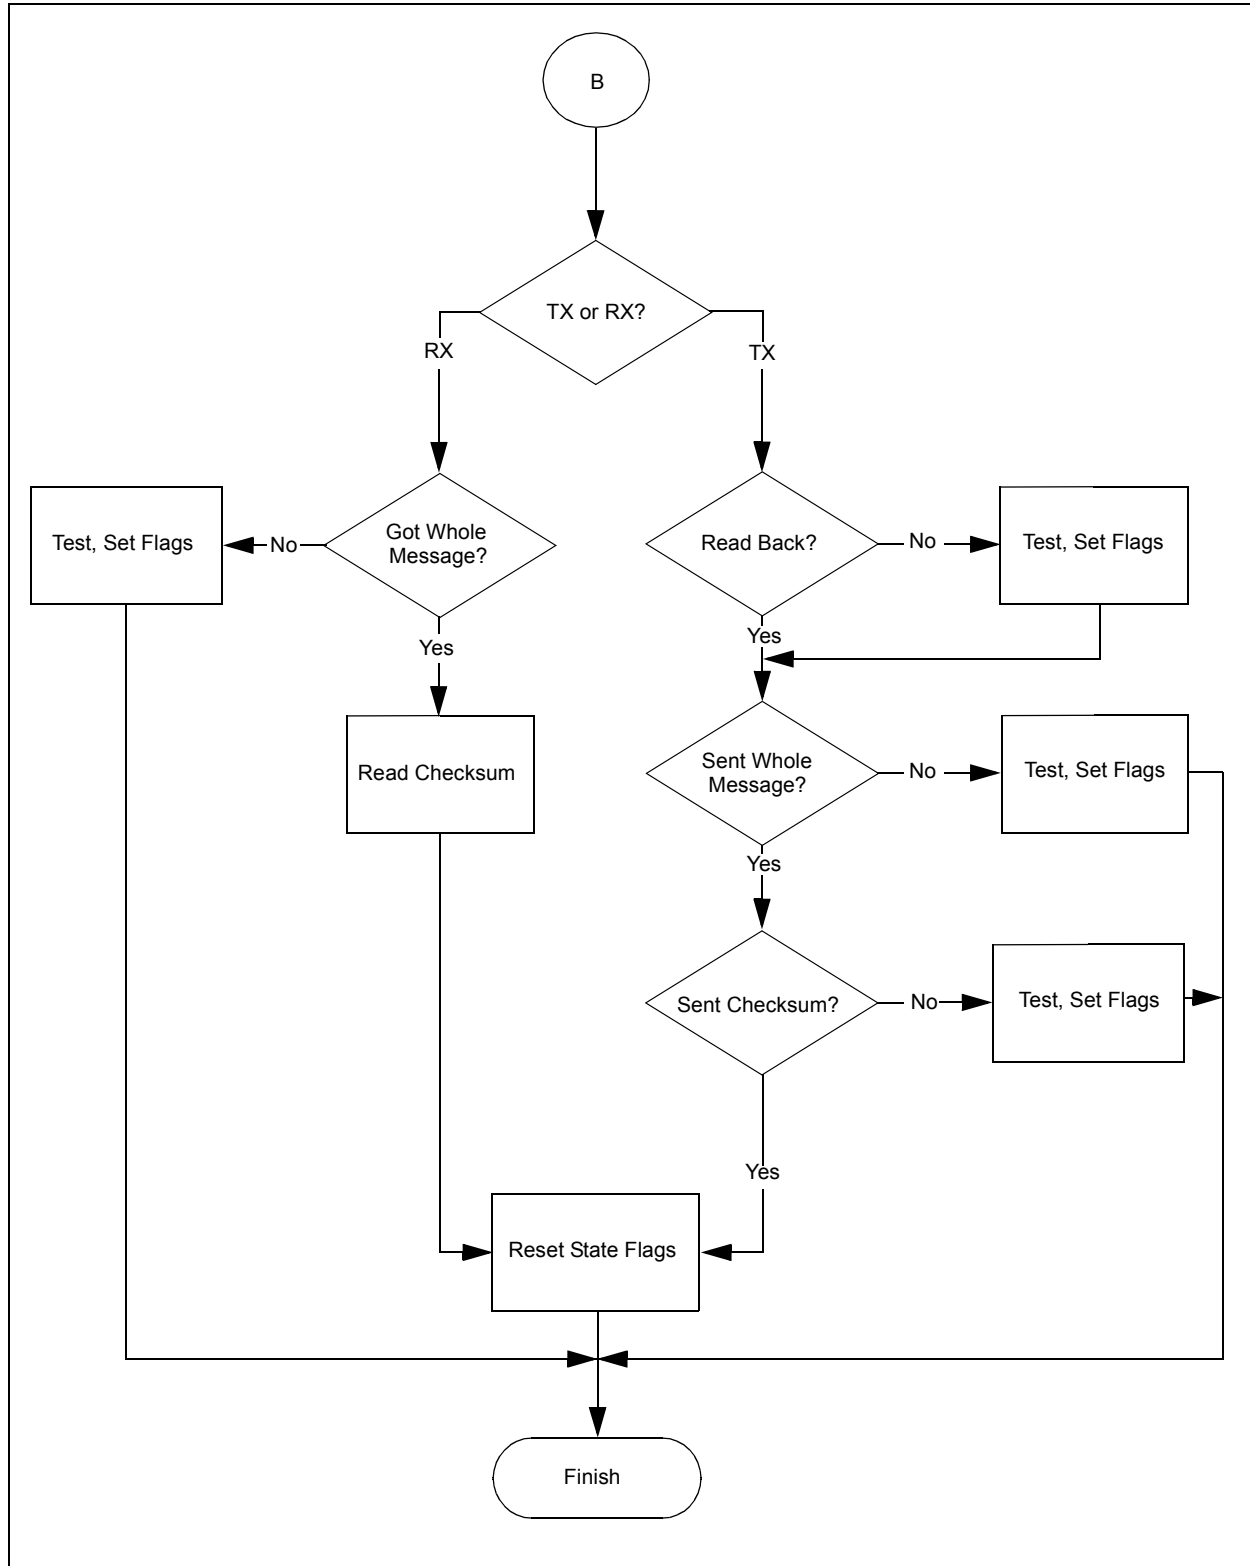 B
TX or RX?
RX
TX
Test, Set Flags
No
Got Whole
Message?
Read Back?
No
Test, Set Flags
Yes
Yes
Read Checksum
Sent Whole
Message?
No
Test, Set Flags
Yes
Sent Checksum?
No
Test, Set Flags
Yes
Reset State Flags
Finish